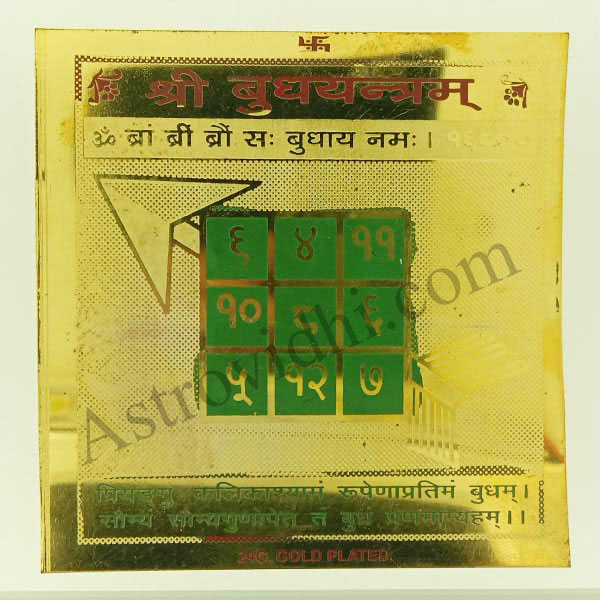 श्री बुधयन्त्रम्
ॐ ब्रां ब्रीं ब्रौं सः बुधाय नमः। १६०००
६ ४ ११
१० ८ ६
५ १२ ७
प्रियङ्गु कलिकाश्यामं रूपेणाप्रतिमं बुधम्।
सौम्यं सौम्यगुणोपेतं तं बुधं प्रणमाम्यहम्।।
24C. GOLD PLATED
Astrovidhi.com